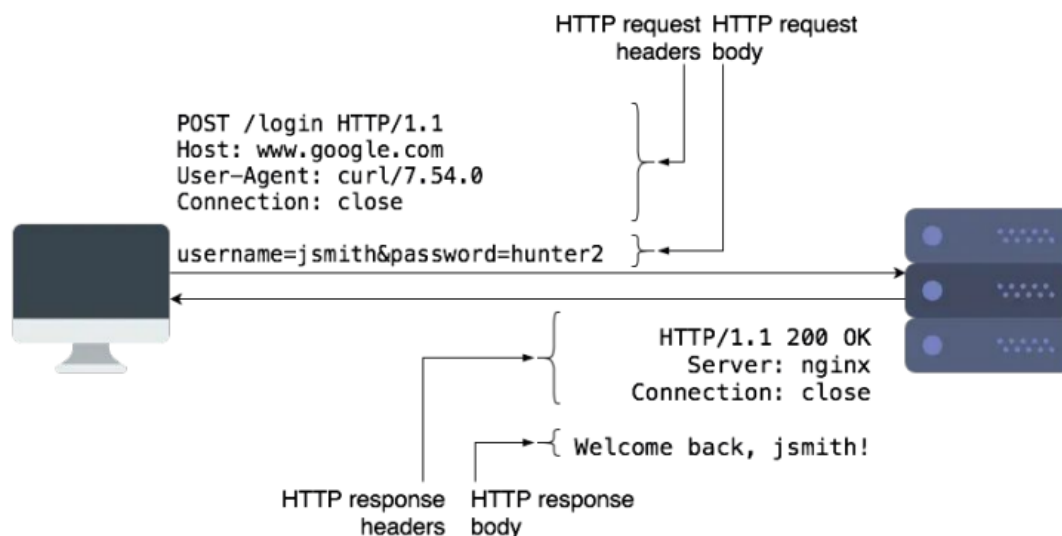 HTTP request headers
HTTP request body
POST /login HTTP/1.1
Host: www.google.com
User-Agent: curl/7.54.0
Connection: close
username=jsmith&password=hunter2
HTTP/1.1 200 OK
Server: nginx
Connection: close
Welcome back, jsmith!
HTTP response headers
HTTP response body